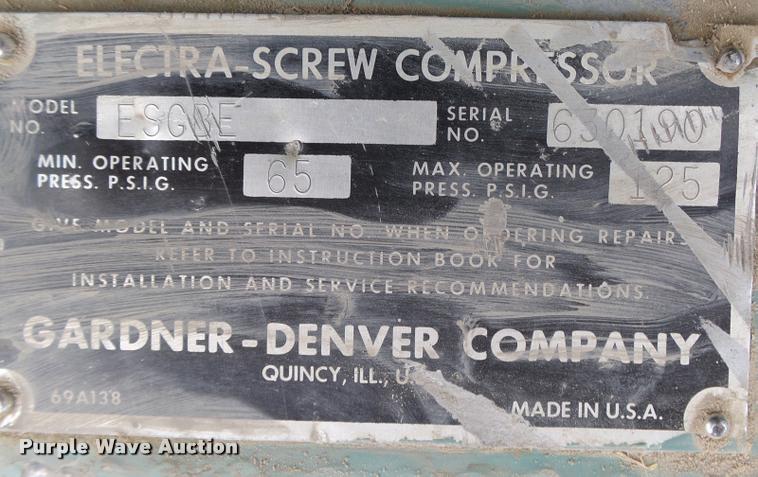 ELECTRA-SCREW COMPRESSOR
MODEL NO. SERIAL NO. 630190
MIN. OPERATING PRESS. P.S.I.G. 65 MAX. OPERATING PRESS. P.S.I.G. 125
GIVE MODEL AND SERIAL NO. WHEN ORDERING REPAIRS
REFER TO INSTRUCTION BOOK FOR
INSTALLATION AND SERVICE RECOMMENDATIONS.
GARDNER-DENVER COMPANY
QUINCY, ILL., U.S.A.
69A138
MADE IN U.S.A.
Purple Wave Auction